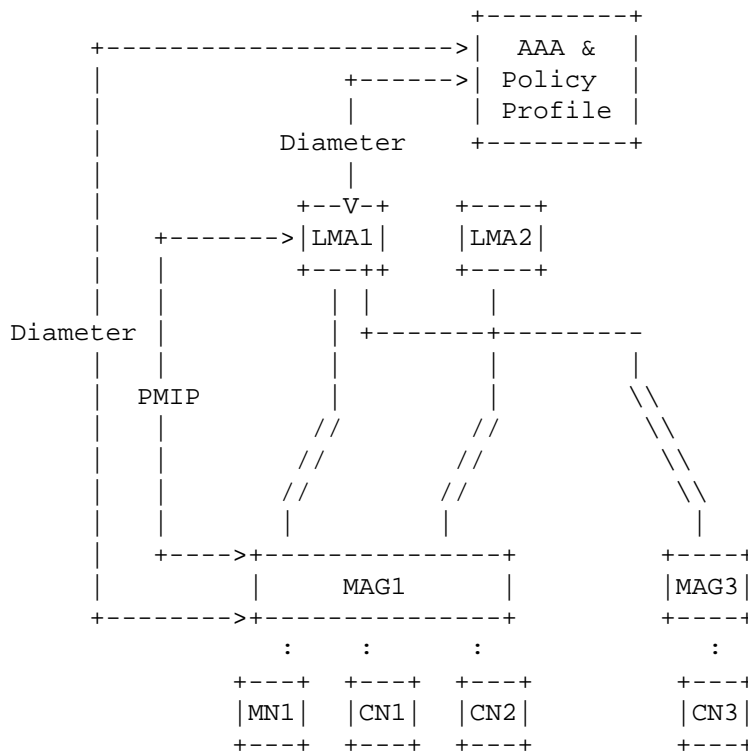 AAA &
Policy
Profile
Diameter
LMA1 LMA2
Diameter
PMIP
MAG1 MAG3
MN1 CN1 CN2 CN3